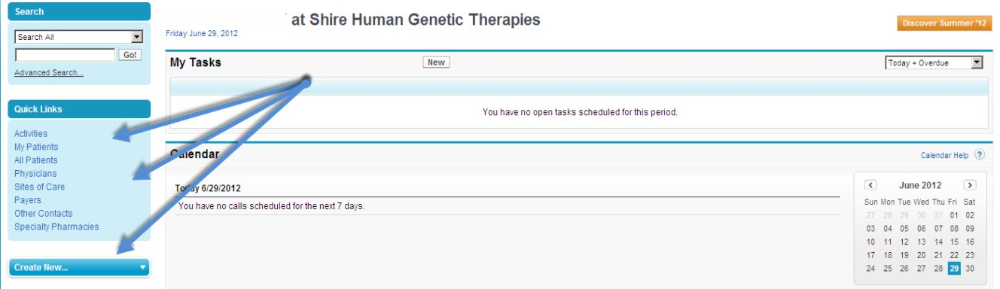 Search
Search All
Go!
Advanced Search...
Quick Links
Activities
My Patients
All Patients
Physicians
Sites of Care
Payers
Other Contacts
Specialty Pharmacies
Create New...
at Shire Human Genetic Therapies
Friday June 29, 2012
Discover Summer '12
My Tasks
New
Today + Overdue
You have no open tasks scheduled for this period.
Calendar
Calendar Help ?
Today 6/29/2012
You have no calls scheduled for the next 7 days.
June 2012
Sun Mon Tue Wed Thu Fri Sat
27 28 29 30 31 01 02
03 04 05 06 07 08 09
10 11 12 13 14 15 16
17 18 19 20 21 22 23
24 25 26 27 28 29 30